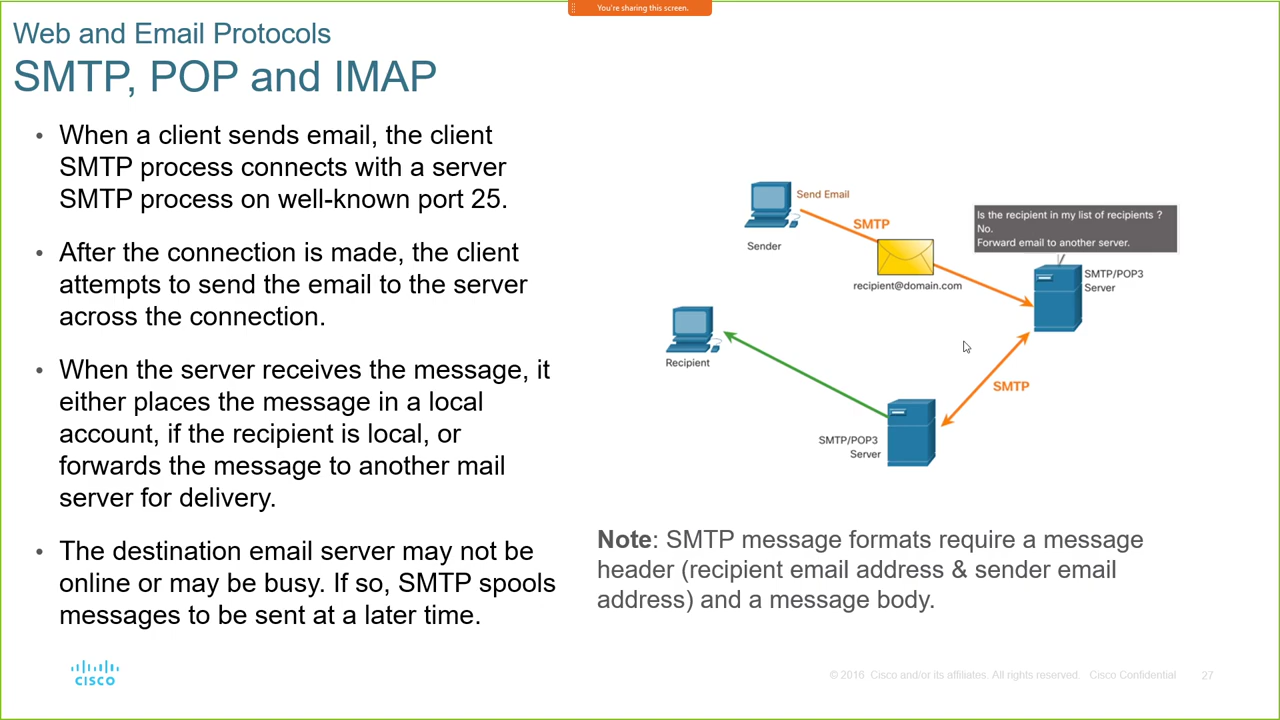 You're sharing this screen.
Web and Email Protocols
SMTP, POP and IMAP
• When a client sends email, the client
SMTP process connects with a server
SMTP process on well-known port 25.
• After the connection is made, the client
attempts to send the email to the server
across the connection.
• When the server receives the message, it
either places the message in a local
account, if the recipient is local, or
forwards the message to another mail
server for delivery.
• The destination email server may not be
online or may be busy. If so, SMTP spools
messages to be sent at a later time.
Send Email
SMTP
Sender
recipient@domain.com
Is the recipient in my list of recipients ?
No.
Forward email to another server.
SMTP/POP3
Server
Recipient
SMTP
SMTP/POP3
Server
Note: SMTP message formats require a message
header (recipient email address & sender email
address) and a message body.
CISCO
© 2016 Cisco and/or its affiliates. All rights reserved. Cisco Confidential
27